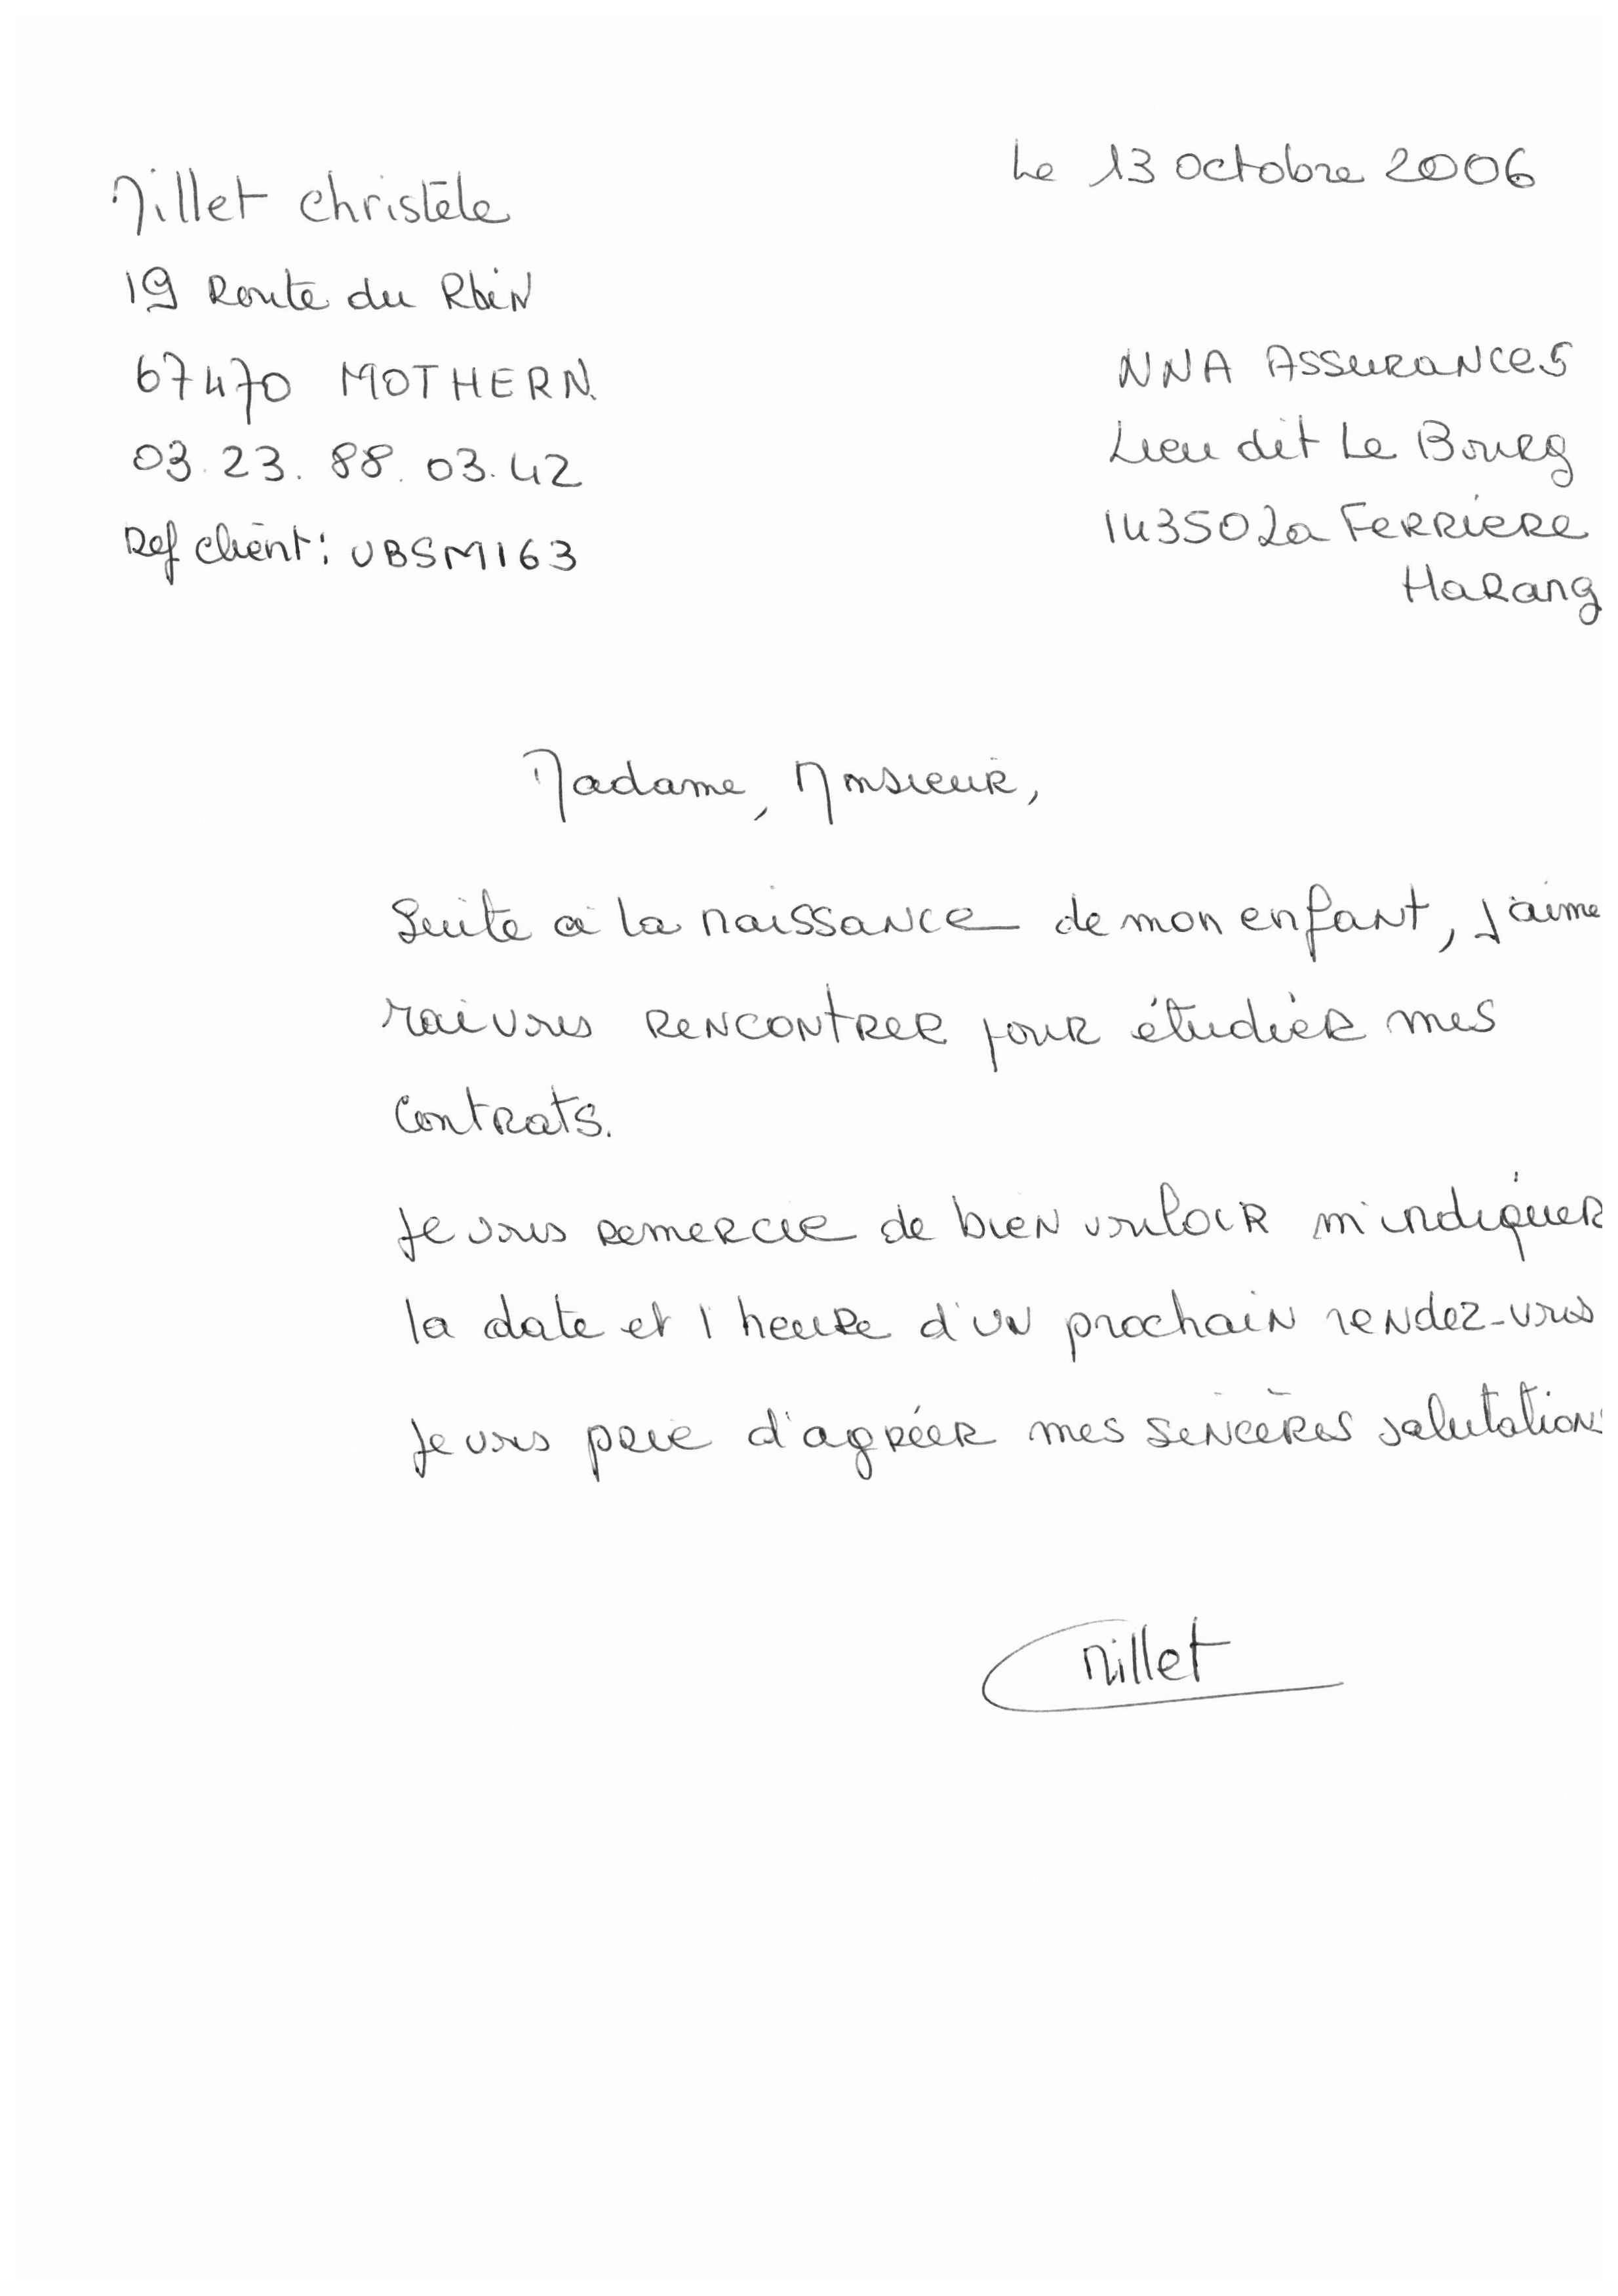 Le 13 octobre 2006
Millet Christèle
19 Route du Rhin
67470 MOTHERN
03.23.88.03.42
Ref client : UBSM163
NNA Assurances
Lieu dit Le Bourg
14350 La Ferriere
Harang
Madame, Monsieur,
Suite à la naissance de mon enfant, j'aime
rai vous rencontrer pour étudier mes
contrats.
Je vous remercie de bien vouloir m'indiquer
la date et l'heure d'un prochain rendez-vous
Je vous prie d'agréer mes sincères salutations
Millet